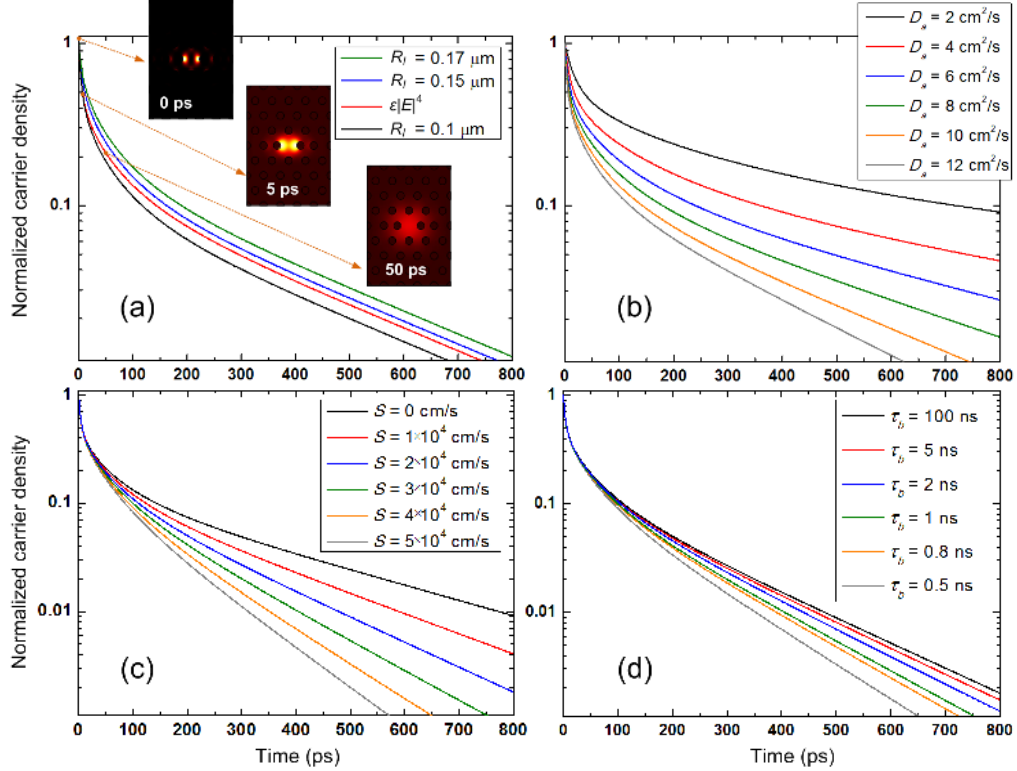 1
0.1
Normalized carrier density
0 ps
5 ps
50 ps
R_l = 0.17 μm
R_l = 0.15 μm
ε|E|⁴
R_l = 0.1 μm
(a)
0 100 200 300 400 500 600 700 800
1
0.1
Normalized carrier density
D_a = 2 cm²/s
D_a = 4 cm²/s
D_a = 6 cm²/s
D_a = 8 cm²/s
D_a = 10 cm²/s
D_a = 12 cm²/s
(b)
0 100 200 300 400 500 600 700 800
1
0.1
0.01
Normalized carrier density
S = 0 cm/s
S = 1×10⁴ cm/s
S = 2×10⁴ cm/s
S = 3×10⁴ cm/s
S = 4×10⁴ cm/s
S = 5×10⁴ cm/s
(c)
0 100 200 300 400 500 600 700 800
Time (ps)
1
0.1
0.01
τ_b = 100 ns
τ_b = 5 ns
τ_b = 2 ns
τ_b = 1 ns
τ_b = 0.8 ns
τ_b = 0.5 ns
(d)
0 100 200 300 400 500 600 700 800
Time (ps)